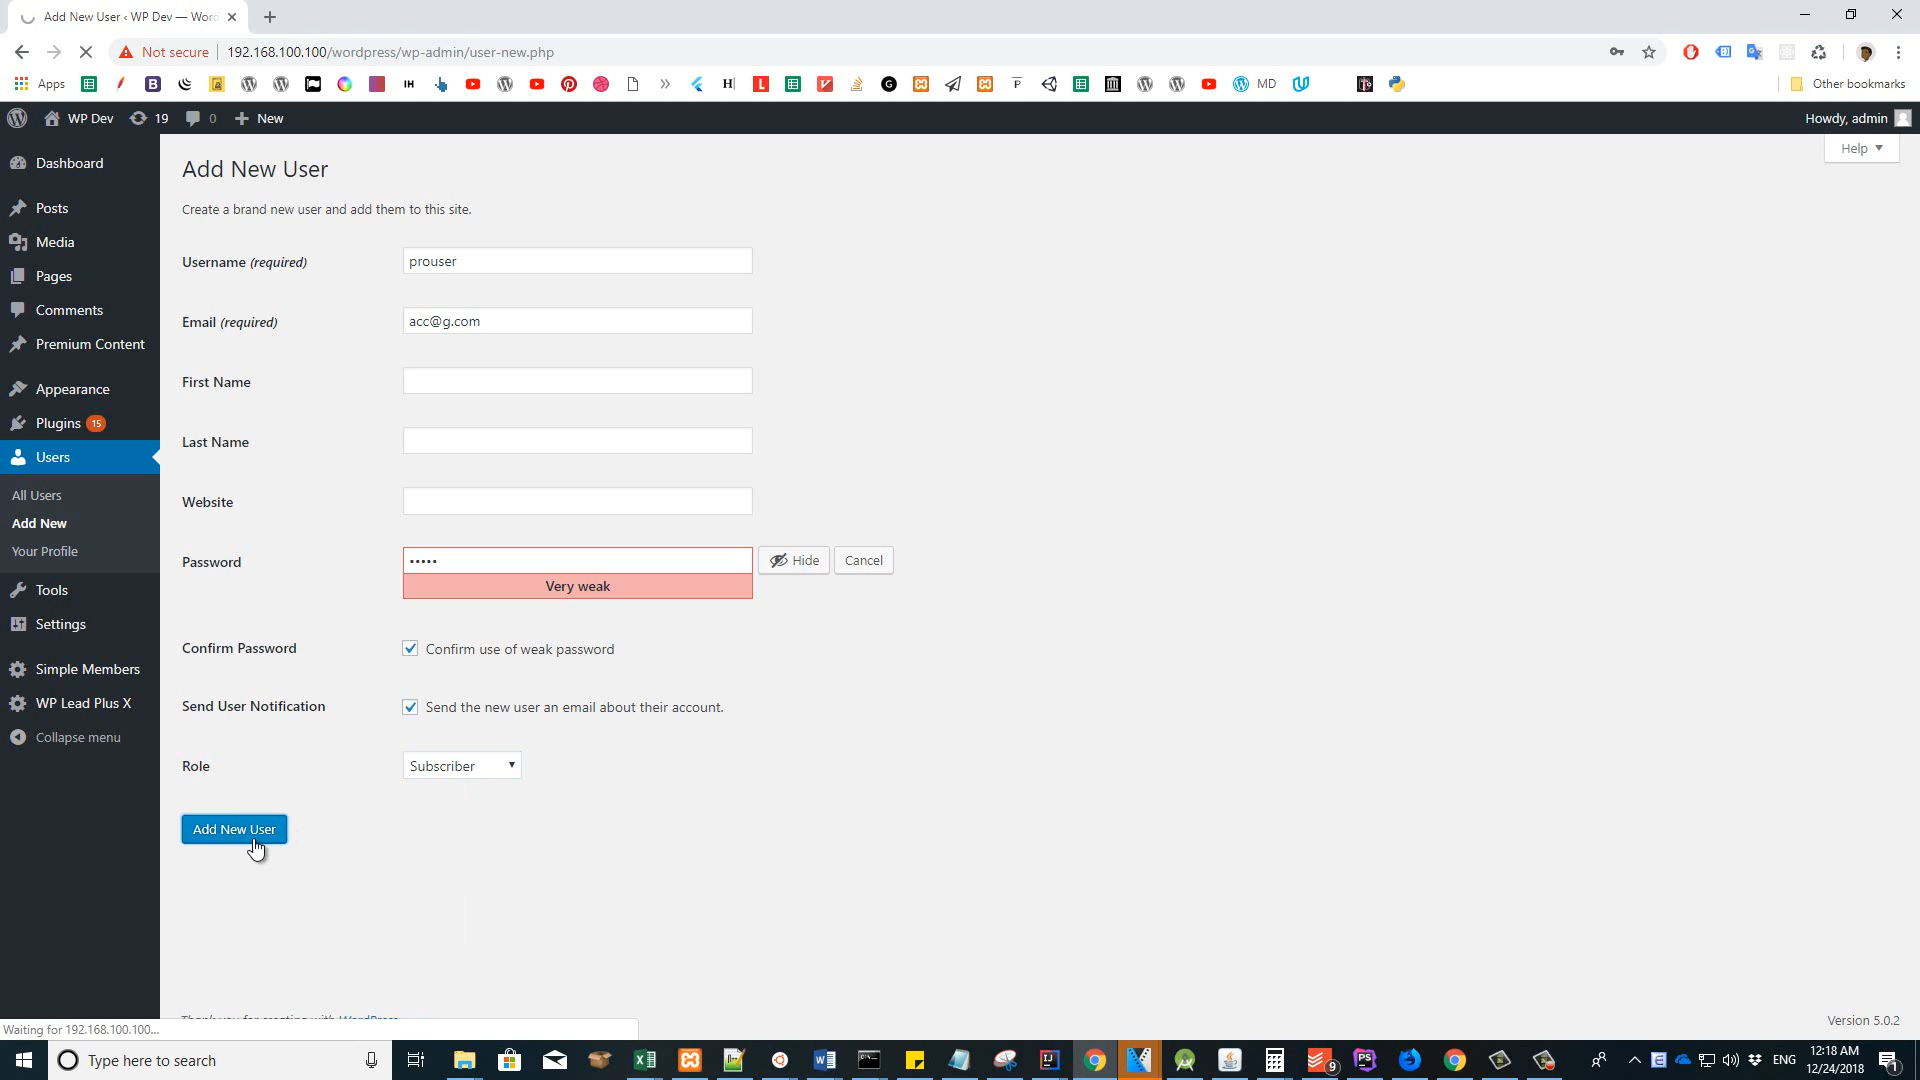 Add New User ‹ WP Dev — Word
Not secure
192.168.100.100/wordpress/wp-admin/user-new.php
Apps
MD
Other bookmarks
WP Dev
19
0
New
Howdy, admin
Help
Dashboard
Posts
Media
Pages
Comments
Premium Content
Appearance
Plugins 15
Users
All Users
Add New
Your Profile
Tools
Settings
Simple Members
WP Lead Plus X
Collapse menu
Add New User
Create a brand new user and add them to this site.
Username (required)
prouser
Email (required)
acc@g.com
First Name
Last Name
Website
Password
•••••
Hide
Cancel
Very weak
Confirm Password
Confirm use of weak password
Send User Notification
Send the new user an email about their account.
Role
Subscriber
Add New User
Version 5.0.2
Waiting for 192.168.100.100...
Type here to search
9
ENG
12:18 AM
12/24/2018
1